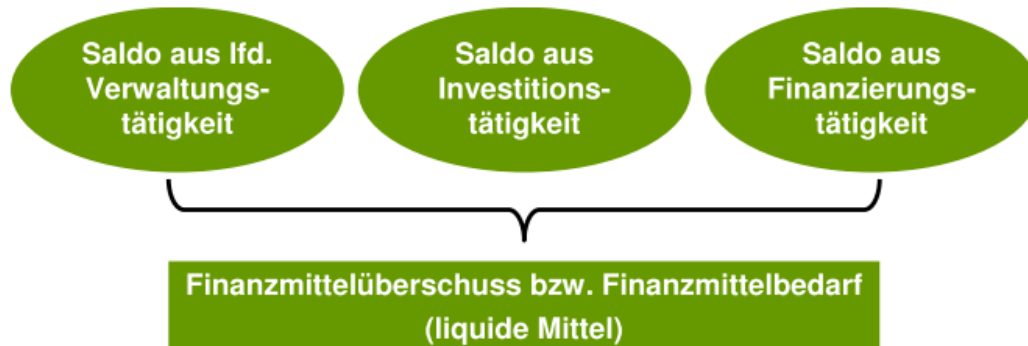 Saldo aus lfd.
Verwaltungs-
tätigkeit
Saldo aus
Investitions-
tätigkeit
Saldo aus
Finanzierungs-
tätigkeit
Finanzmittelüberschuss bzw. Finanzmittelbedarf
(liquide Mittel)